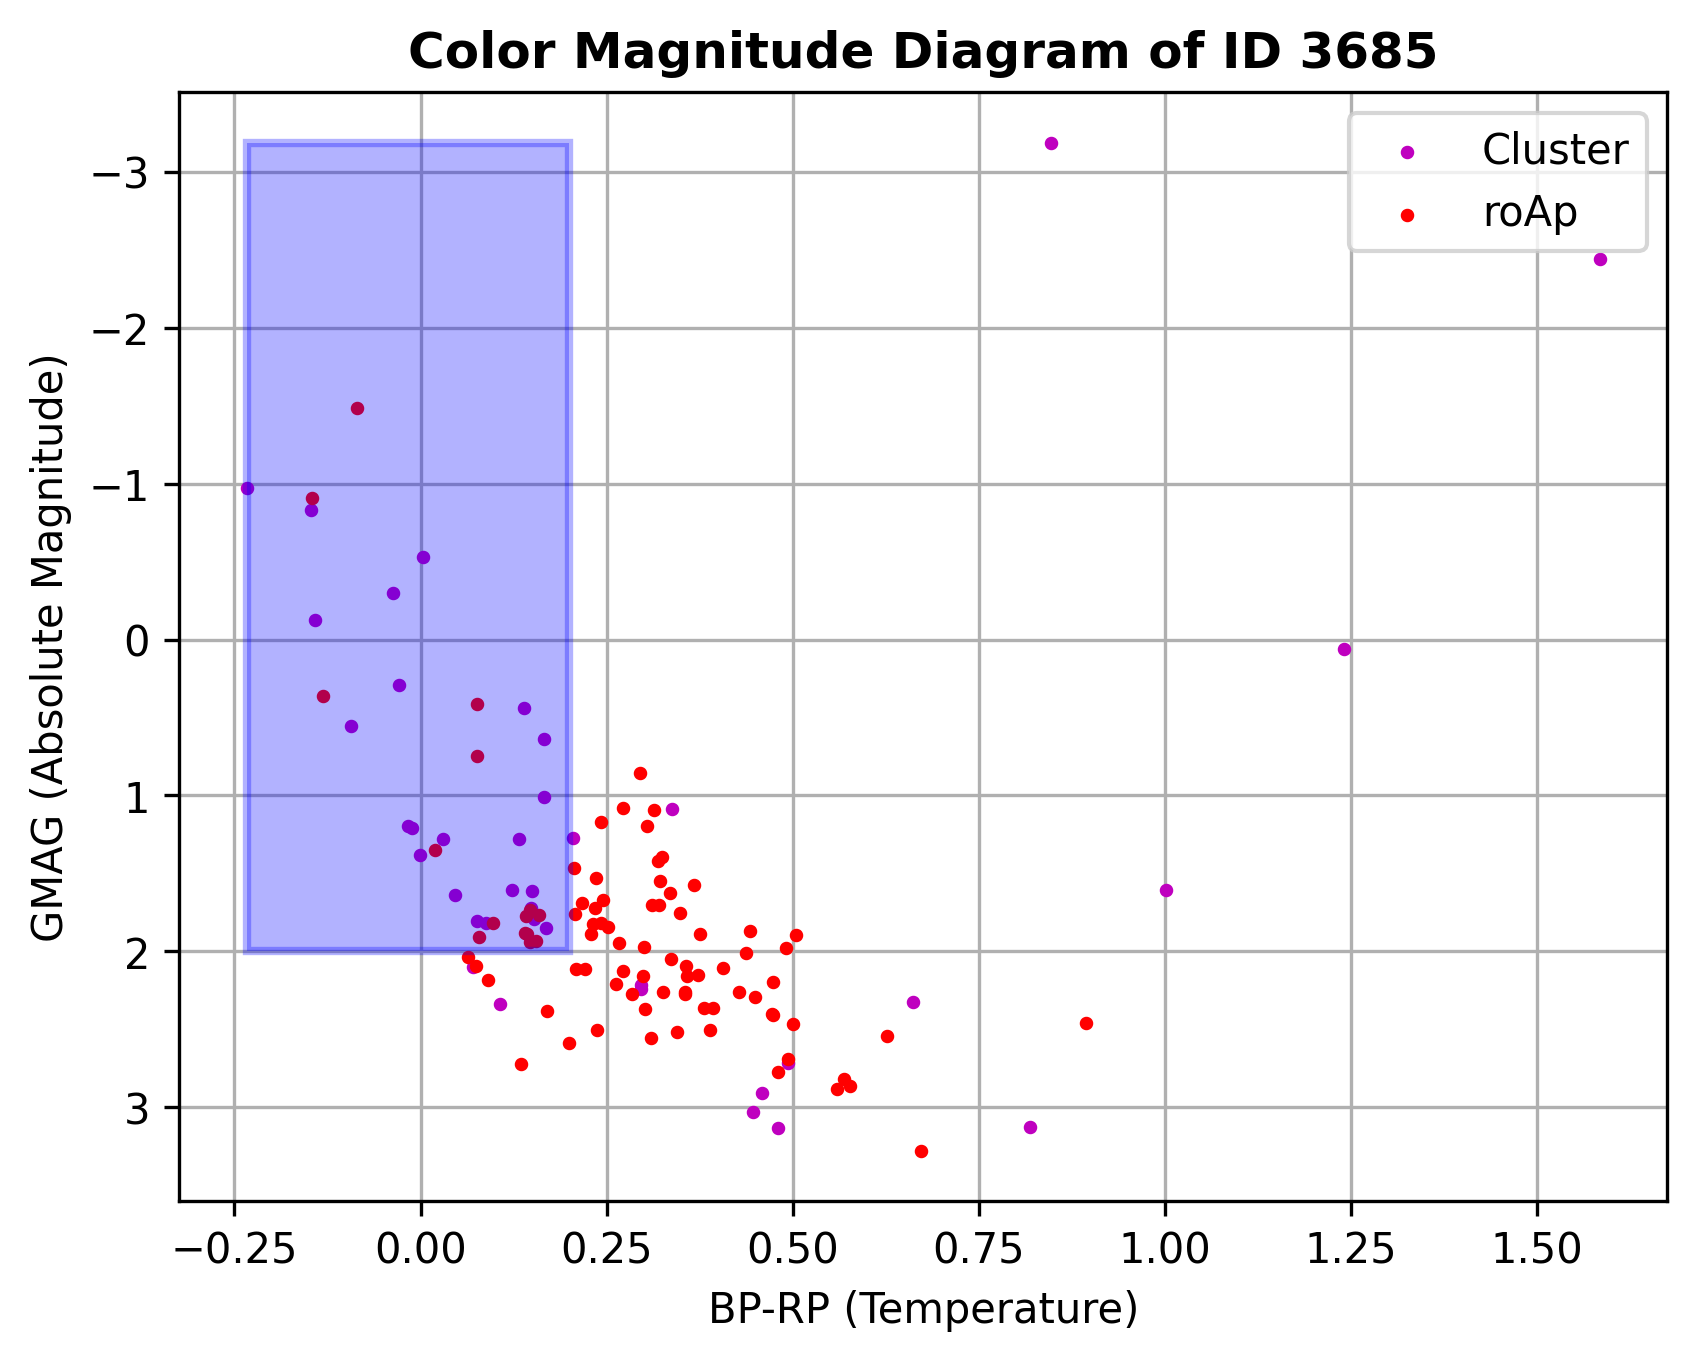 Color Magnitude Diagram of ID 3685
Cluster
roAp
−3
−2
−1
0
1
2
3
GMAG (Absolute Magnitude)
−0.25 0.00 0.25 0.50 0.75 1.00 1.25 1.50
BP-RP (Temperature)